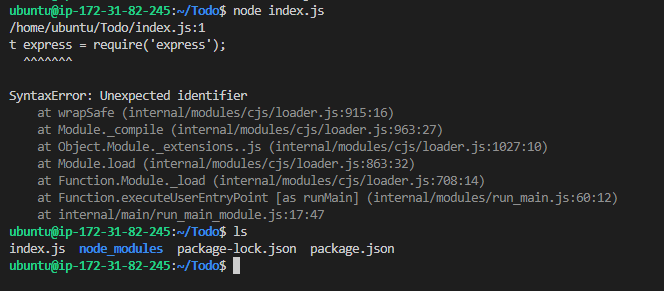 ubuntu@ip-172-31-82-245:~/Todo$ node index.js
/home/ubuntu/Todo/index.js:1
t express = require('express');
  ^^^^^^^

SyntaxError: Unexpected identifier
    at wrapSafe (internal/modules/cjs/loader.js:915:16)
    at Module._compile (internal/modules/cjs/loader.js:963:27)
    at Object.Module._extensions..js (internal/modules/cjs/loader.js:1027:10)
    at Module.load (internal/modules/cjs/loader.js:863:32)
    at Function.Module._load (internal/modules/cjs/loader.js:708:14)
    at Function.executeUserEntryPoint [as runMain] (internal/modules/run_main.js:60:12)
    at internal/main/run_main_module.js:17:47
ubuntu@ip-172-31-82-245:~/Todo$ ls
index.js  node_modules  package-lock.json  package.json
ubuntu@ip-172-31-82-245:~/Todo$